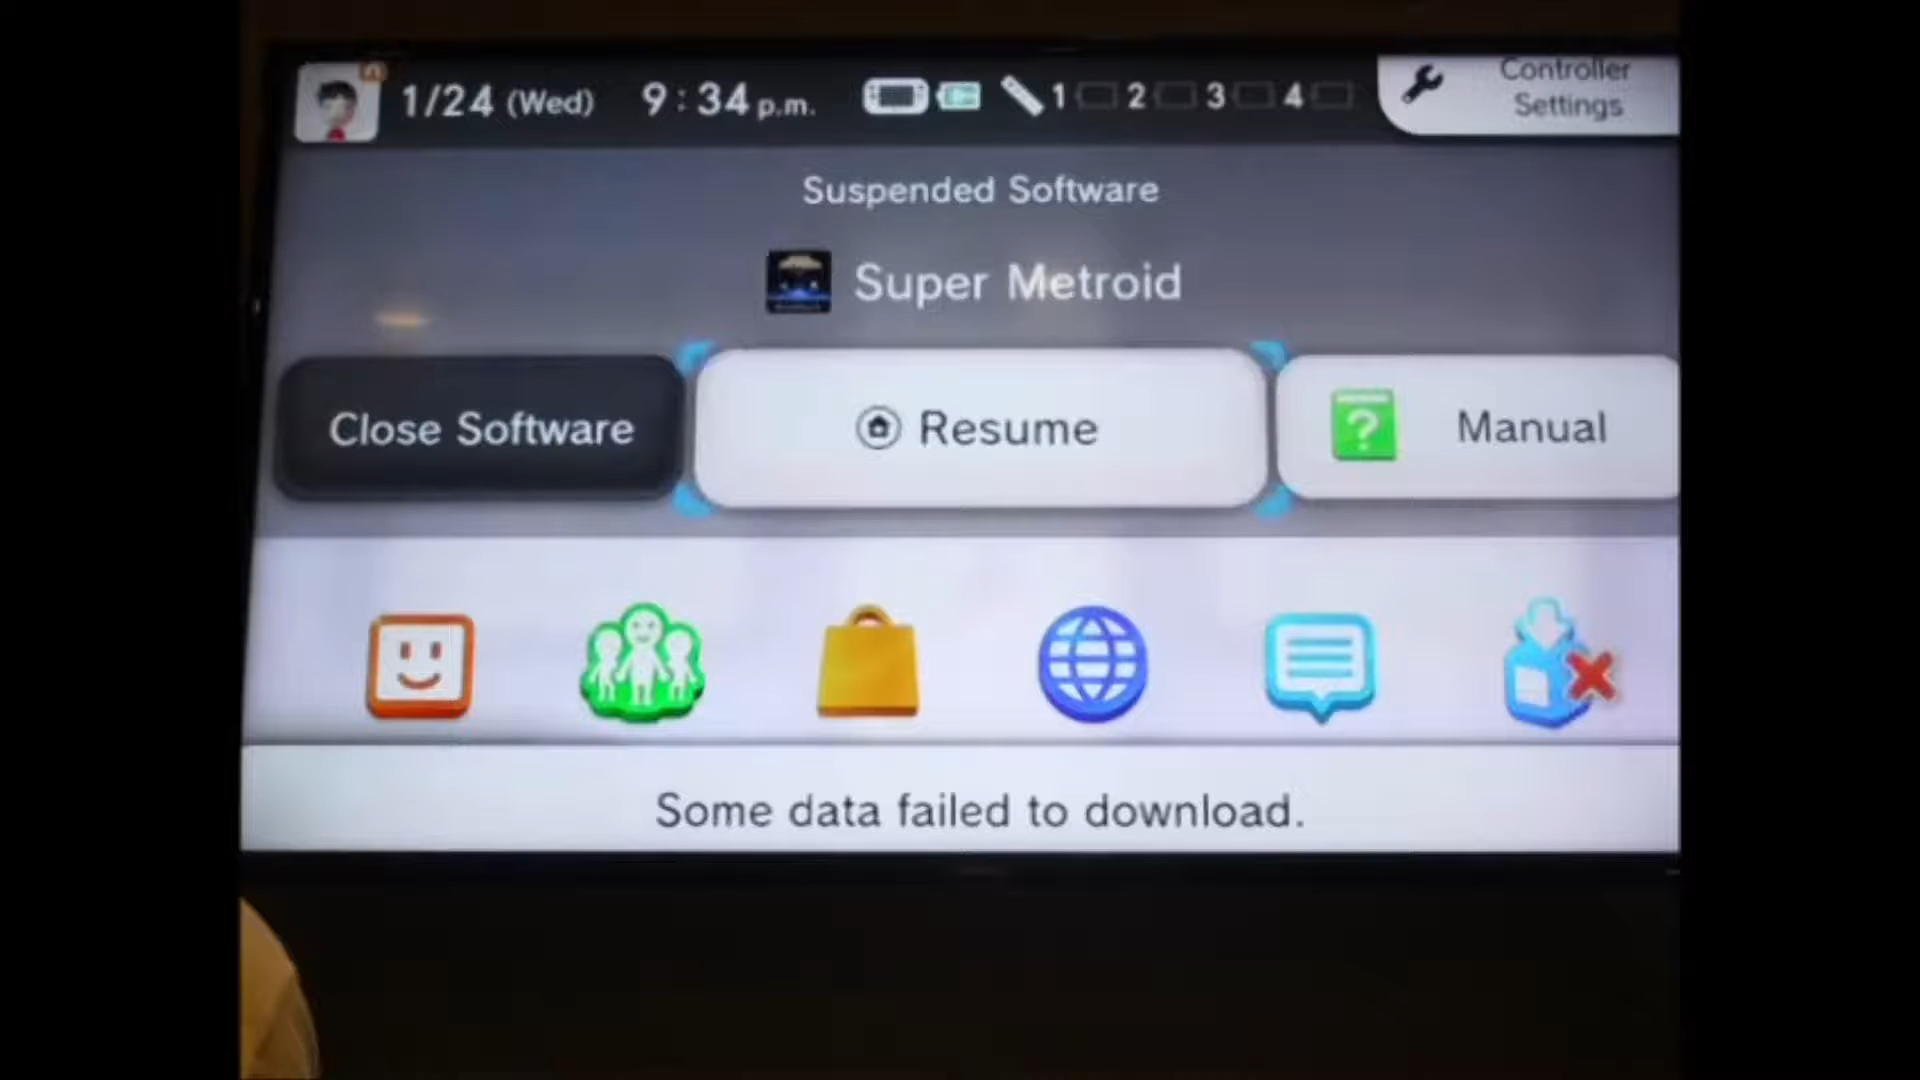 1/24 (Wed) 9:34 p.m. 1 2 3 4
Controller
Settings
Suspended Software
Super Metroid
Close Software
Resume
? Manual
Some data failed to download.